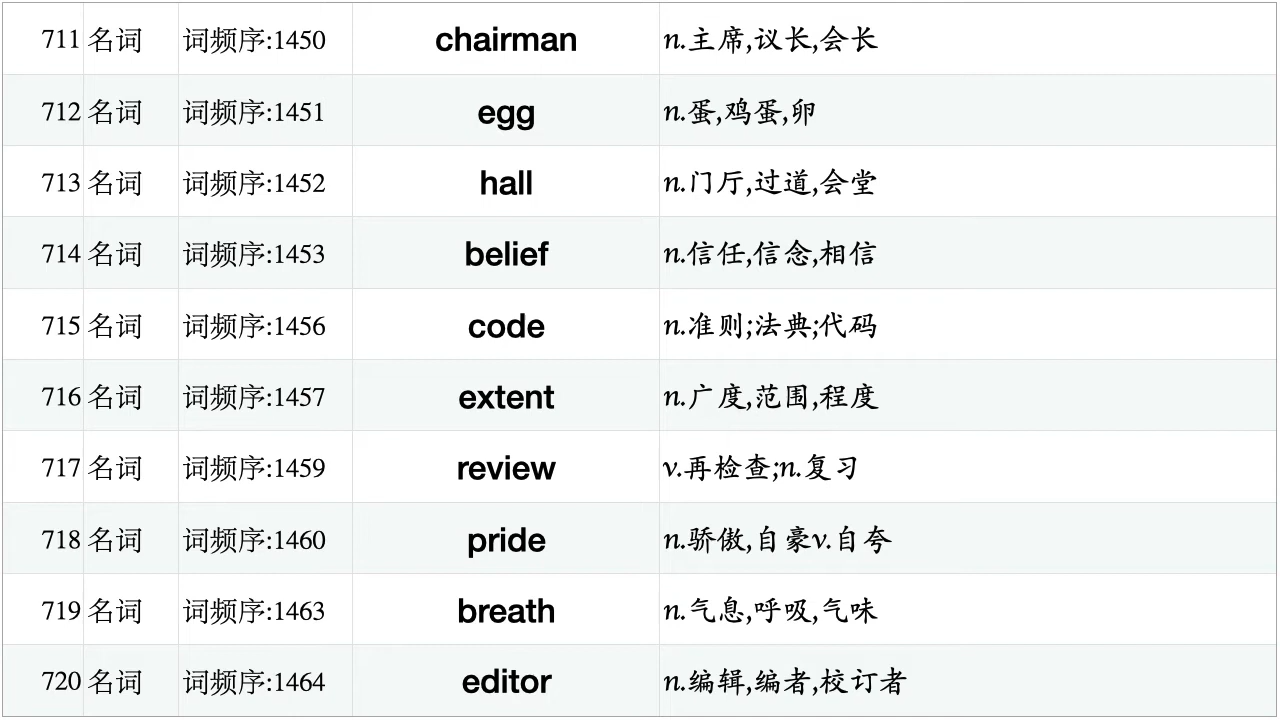 711 名词 词频序:1450 chairman n.主席,议长,会长
712 名词 词频序:1451 egg n.蛋,鸡蛋,卵
713 名词 词频序:1452 hall n.门厅,过道,会堂
714 名词 词频序:1453 belief n.信任,信念,相信
715 名词 词频序:1456 code n.准则;法典;代码
716 名词 词频序:1457 extent n.广度,范围,程度
717 名词 词频序:1459 review v.再检查;n.复习
718 名词 词频序:1460 pride n.骄傲,自豪v.自夸
719 名词 词频序:1463 breath n.气息,呼吸,气味
720 名词 词频序:1464 editor n.编辑,编者,校订者